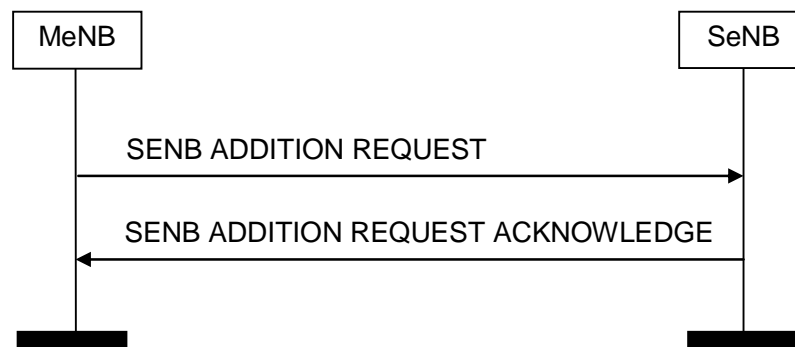 MeNB
SeNB
SENB ADDITION REQUEST
SENB ADDITION REQUEST ACKNOWLEDGE